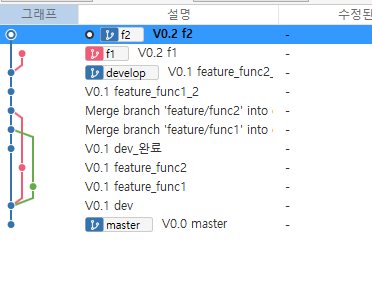 그래프 설명 수정된
f2 V0.2 f2 -
f1 V0.2 f1 -
develop V0.1 feature_func2_ -
V0.1 feature_func1_2 -
Merge branch 'feature/func2' into -
Merge branch 'feature/func1' into -
V0.1 dev_완료 -
V0.1 feature_func2 -
V0.1 feature_func1 -
V0.1 dev -
master V0.0 master -